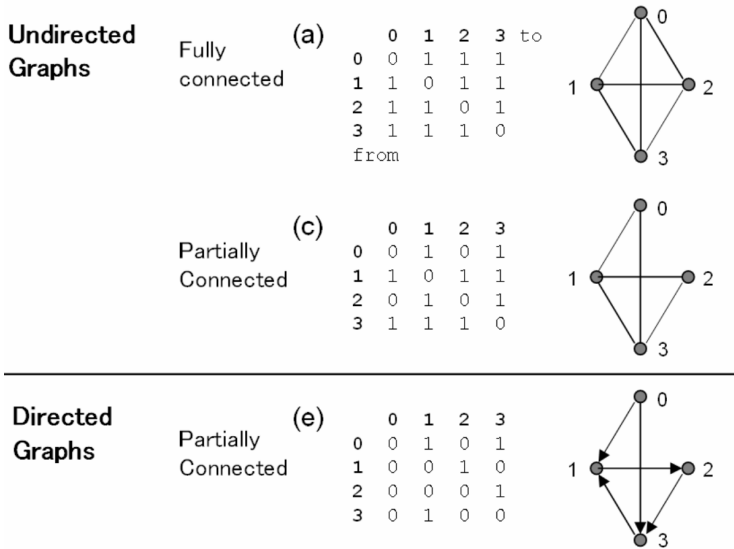 Undirected
Graphs
Fully
connected
(a)
0 1 2 3 to
0 0 1 1 1
1 1 0 1 1
2 1 1 0 1
3 1 1 1 0
from
0
1
2
3
Partially
Connected
(c)
0 1 2 3
0 0 1 0 1
1 1 0 1 1
2 0 1 0 1
3 1 1 1 0
0
1
2
3
Directed
Graphs
Partially
Connected
(e)
0 1 2 3
0 0 1 0 1
1 0 0 1 0
2 0 0 0 1
3 0 1 0 0
0
1
2
3